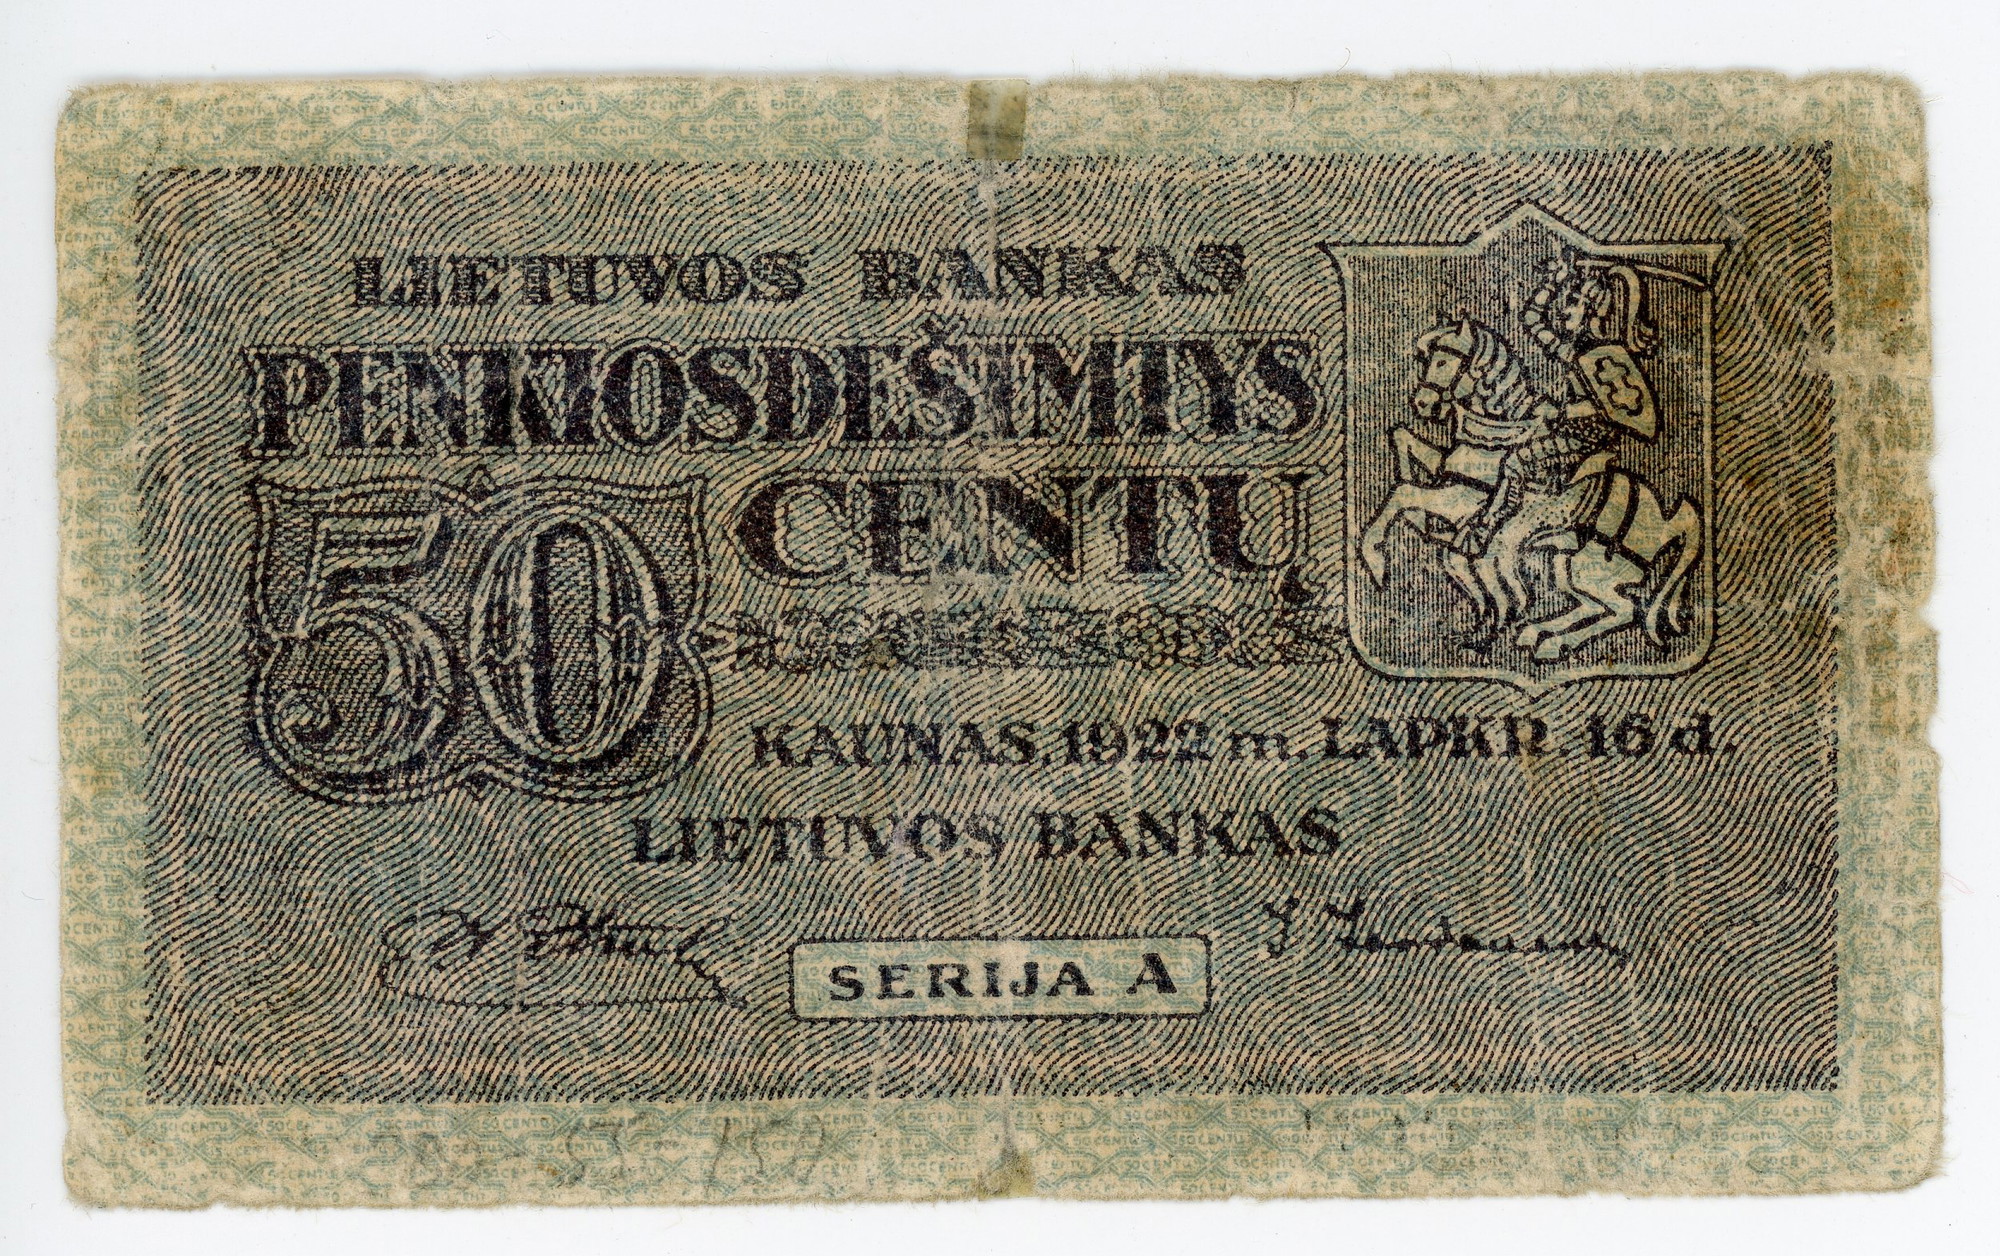 LIETUVOS BANKAS
PENKIOSDEŠIMTYS
50 CENTŲ
KAUNAS, 1922 m. LAPKR. 16 d.
LIETUVOS BANKAS
SERIJA A